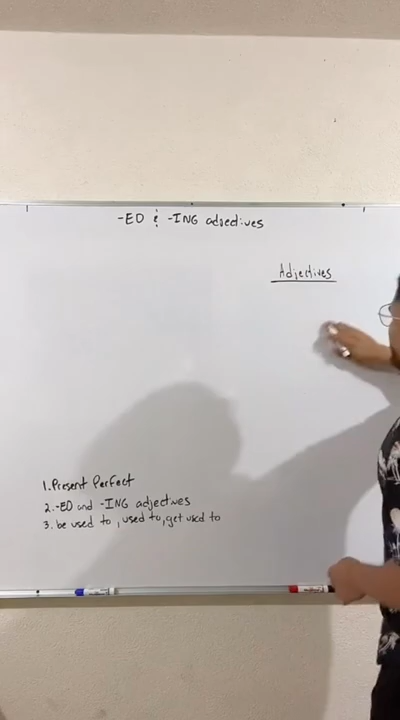 -ED & -ING adjectives
Adjectives
1. Present Perfect
2. -ED and -ING adjectives
3. be used to, used to, get used to